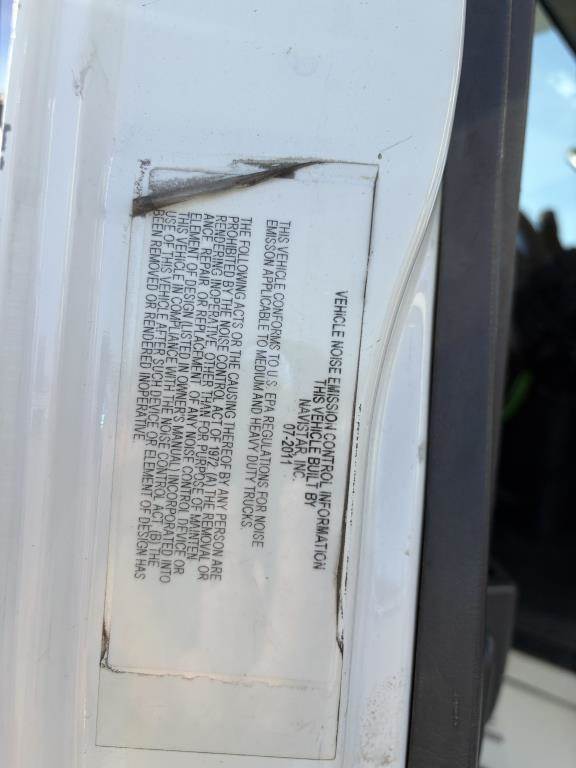 VEHICLE NOISE EMISSION CONTROL INFORMATION
THIS VEHICLE BUILT BY
NAVISTAR, INC.
07-2011
THIS VEHICLE CONFORMS TO U.S. EPA REGULATIONS FOR NOISE
EMISSON APPLICABLE TO MEDIUM AND HEAVY DUTY TRUCKS.
THE FOLLOWING ACTS OR THE CAUSING THEREOF BY ANY PERSON ARE
PROHIBITED BY THE NOISE CONTROL ACT OF 1972: (A) THE REMOVAL OR
RENDERING INOPERATIVE, OTHER THAN FOR PURPOSE OF MAINTEN
ANCE, REPAIR, OR REPLACEMENT, OF ANY NOISE CONTROL DEVICE OR
ELEMENT OF DESIGN (LISTED IN OWNER'S MANUAL) INCORPORATED INTO
THIS VEHICLE IN COMPLIANCE WITH THE NOISE CONTROL ACT; (B) THE
USE OF THIS VEHICLE AFTER SUCH DEVICE OR ELEMENT OF DESIGN HAS
BEEN REMOVED OR RENDERED INOPERATIVE.